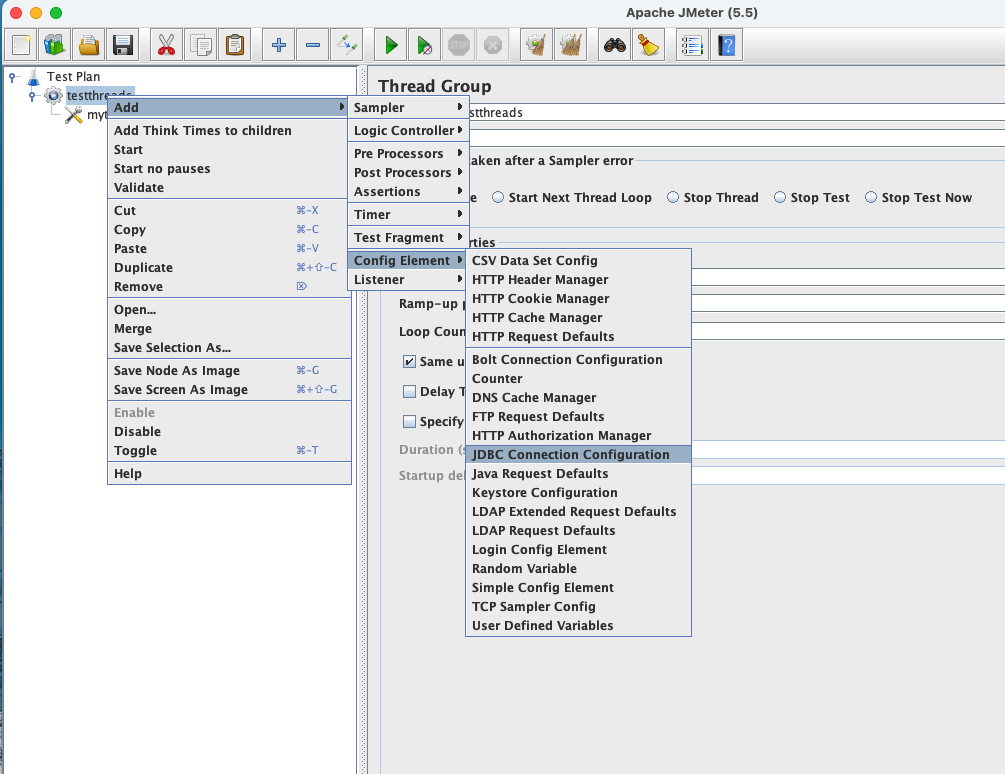 Apache JMeter (5.5)
STOP
?
Test Plan
testthreads
Add
Add Think Times to children
Start
Start no pauses
Validate
Cut ⌘-X
Copy ⌘-C
Paste ⌘-V
Duplicate ⌘+⇧-C
Remove ⌦
Open...
Merge
Save Selection As...
Save Node As Image ⌘-G
Save Screen As Image ⌘+⇧-G
Enable
Disable
Toggle ⌘-T
Help
Sampler
Logic Controller
Pre Processors
Post Processors
Assertions
Timer
Test Fragment
Config Element
Listener
CSV Data Set Config
HTTP Header Manager
HTTP Cookie Manager
HTTP Cache Manager
HTTP Request Defaults
Bolt Connection Configuration
Counter
DNS Cache Manager
FTP Request Defaults
HTTP Authorization Manager
JDBC Connection Configuration
Java Request Defaults
Keystore Configuration
LDAP Extended Request Defaults
LDAP Request Defaults
Login Config Element
Random Variable
Simple Config Element
TCP Sampler Config
User Defined Variables
Thread Group
stthreads
aken after a Sampler error
e Start Next Thread Loop Stop Thread Stop Test Stop Test Now
rties
Ramp-up p
Loop Coun
Same u
Delay T
Specify
Duration (s
Startup del